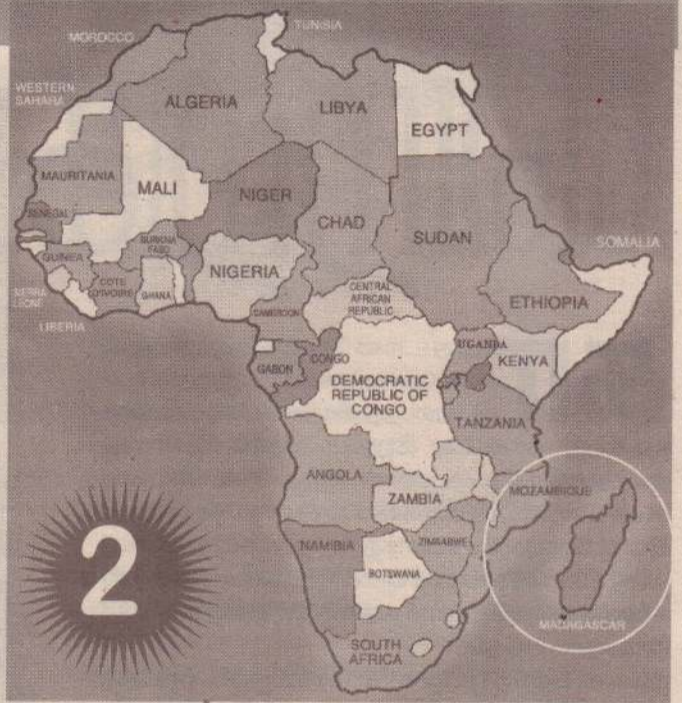 TUNISIA
MOROCCO
WESTERN
SAHARA
ALGERIA
LIBYA
EGYPT
MAURITANIA
MALI
NIGER
CHAD
SUDAN
SENEGAL
BURKINA
FASO
GUINEA
NIGERIA
SOMALIA
SIERRA
LEONE
COTE
D'IVOIRE
GHANA
CENTRAL
AFRICAN
REPUBLIC
ETHIOPIA
LIBERIA
CAMEROON
UGANDA
KENYA
GABON
CONGO
DEMOCRATIC
REPUBLIC OF
CONGO
TANZANIA
ANGOLA
ZAMBIA
MOZAMBIQUE
2
NAMIBIA
ZIMBABWE
BOTSWANA
MADAGASCAR
SOUTH
AFRICA